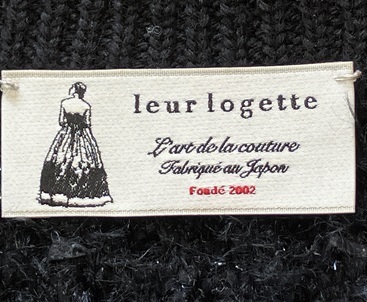 leur logette
L'art de la couture
Fabriqué au Japon
Fondé 2002